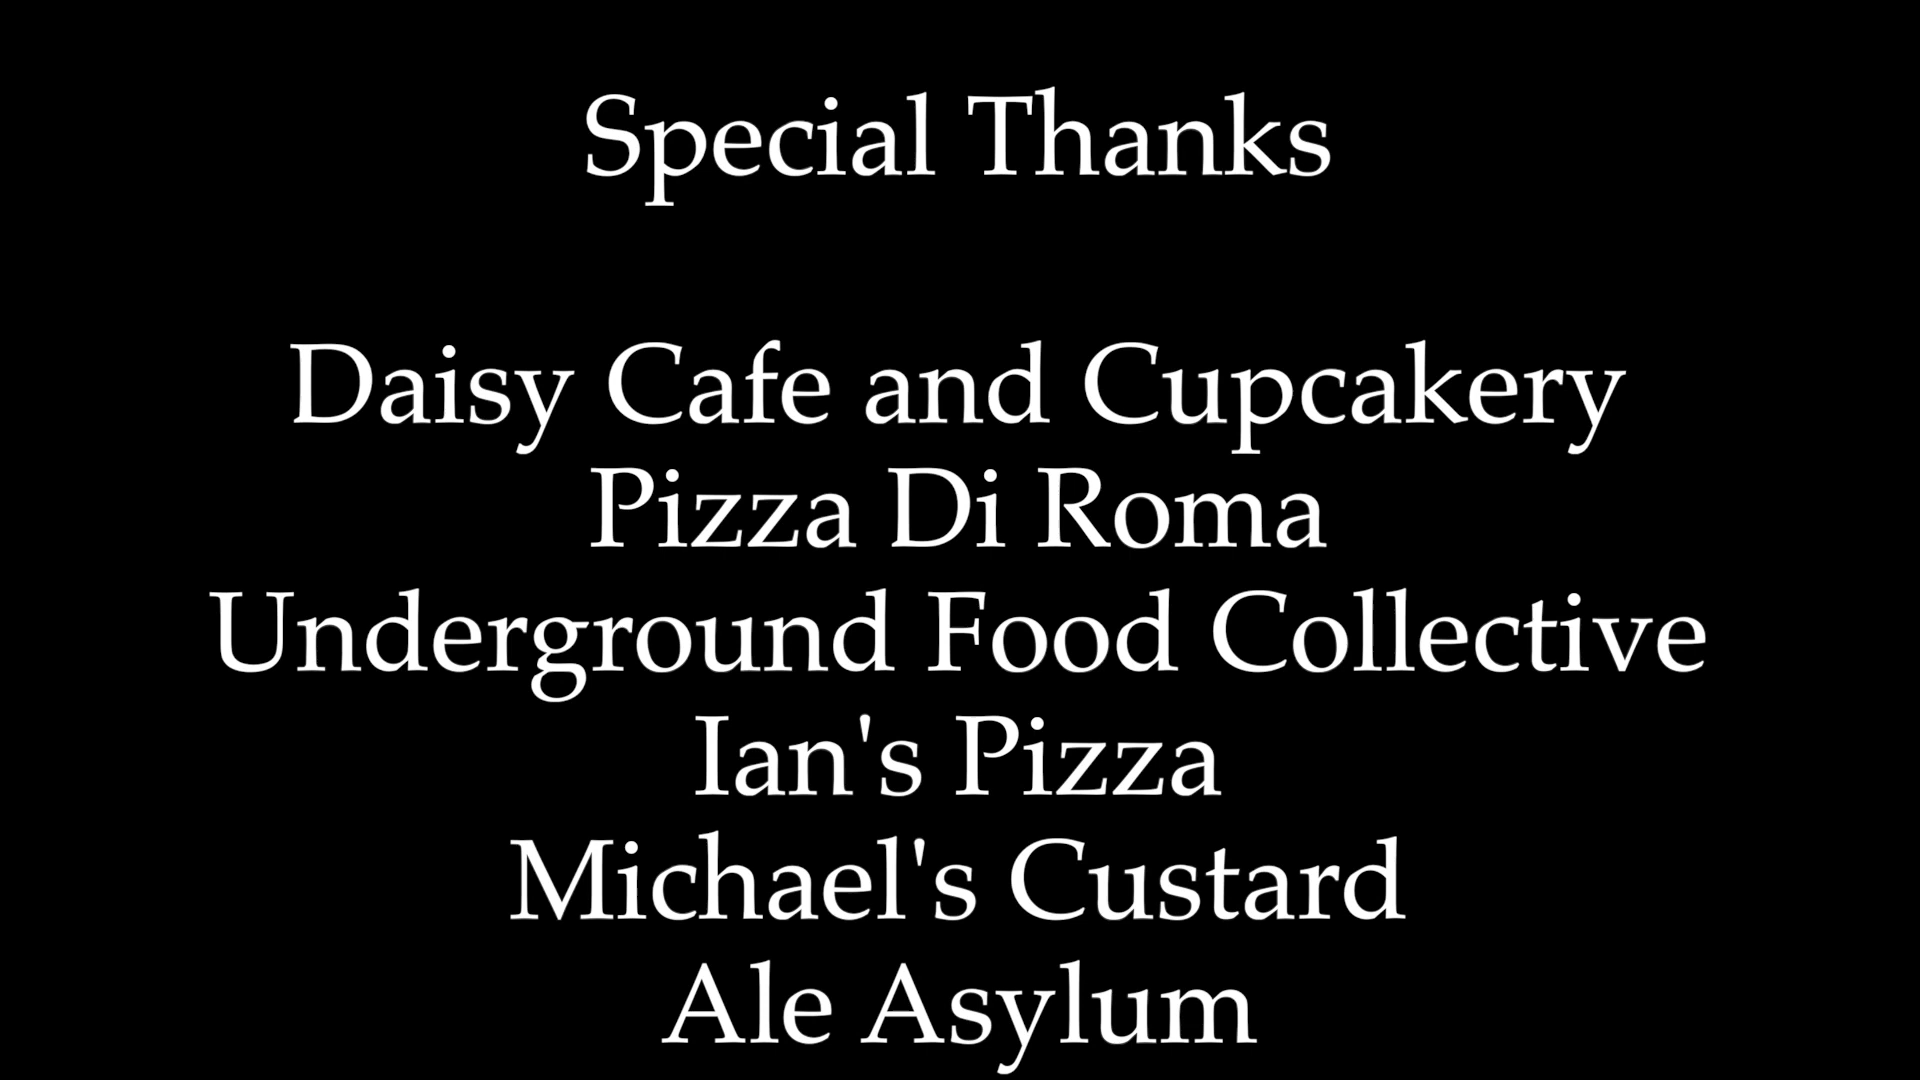 Special Thanks
Daisy Cafe and Cupcakery
Pizza Di Roma
Underground Food Collective
Ian's Pizza
Michael's Custard
Ale Asylum